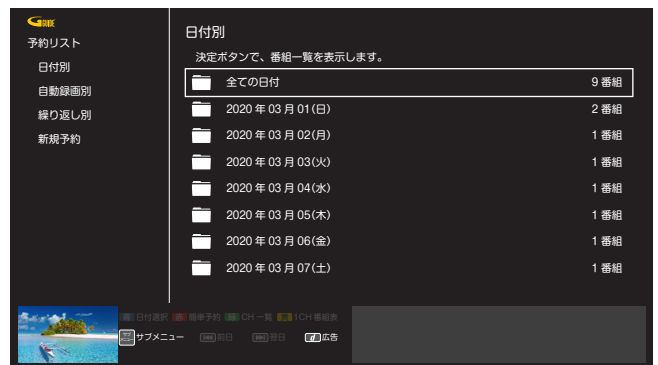 GGUIDE
予約リスト
日付別
自動録画別
繰り返し別
新規予約
日付別
決定ボタンで、番組一覧を表示します。
全ての日付 9 番組
2020 年 03 月 01(日) 2 番組
2020 年 03 月 02(月) 1 番組
2020 年 03 月 03(火) 1 番組
2020 年 03 月 04(水) 1 番組
2020 年 03 月 05(木) 1 番組
2020 年 03 月 06(金) 1 番組
2020 年 03 月 07(土) 1 番組
青 日付選択 赤 簡単予約 緑 CH 一覧 黄 1CH 番組表
サブメニュー 前日 翌日 d 広告